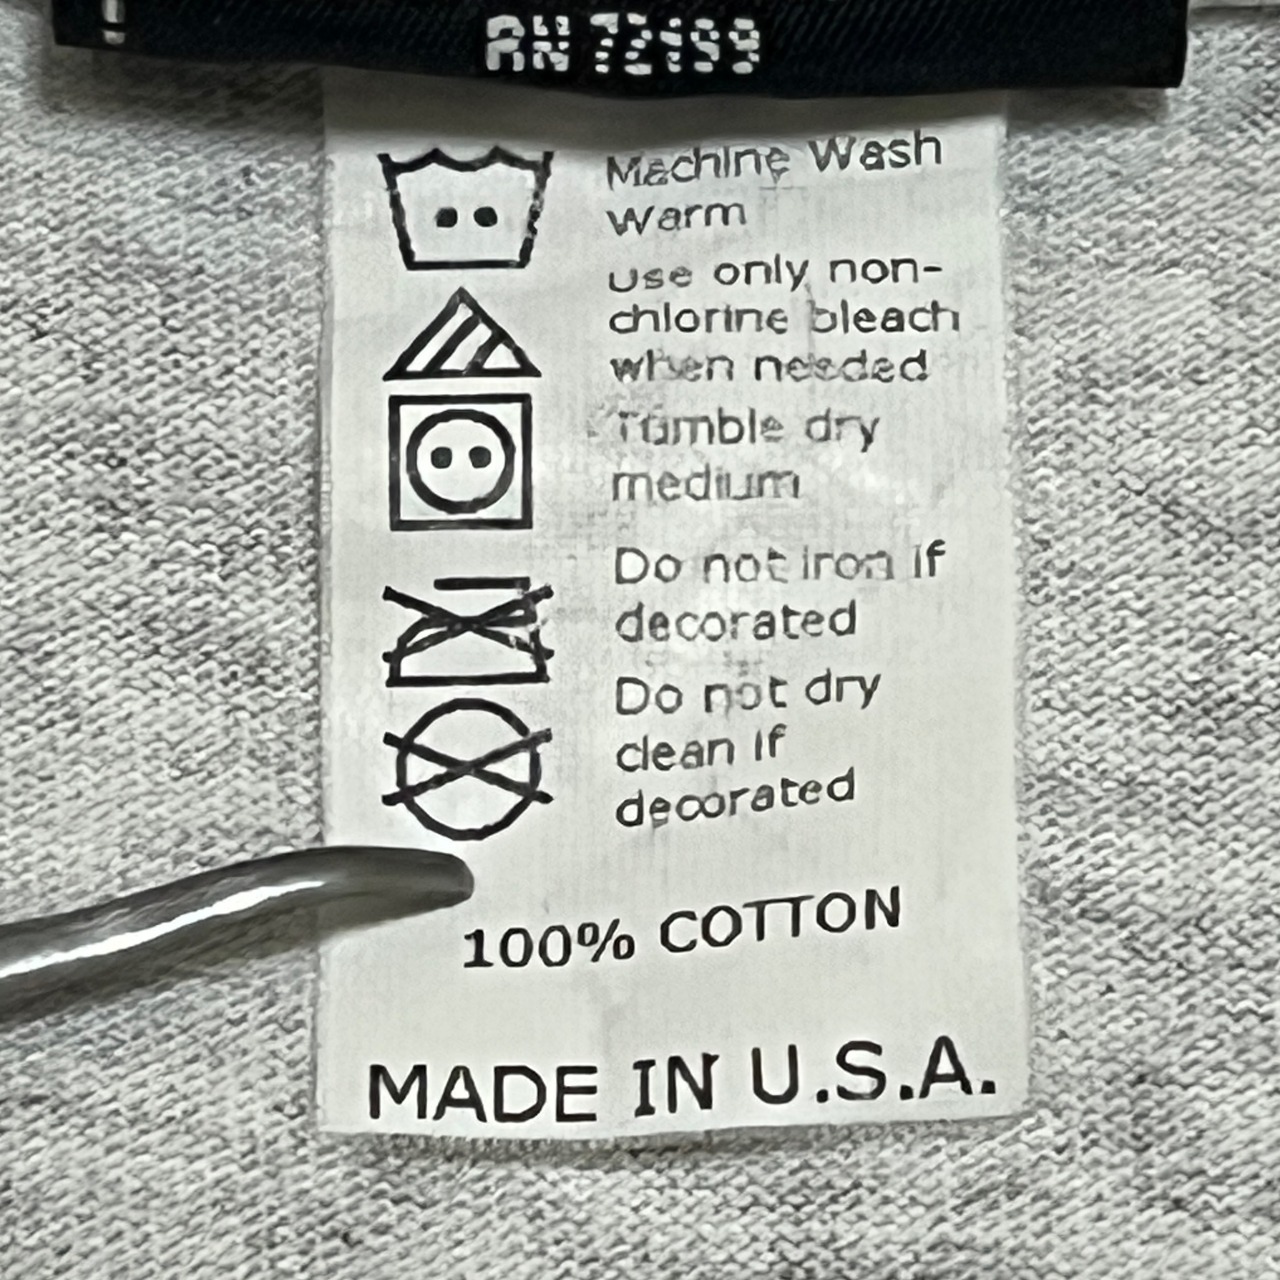 RN 72199
Machine Wash
Warm
use only non-
chlorine bleach
when needed
Tumble dry
medium
Do not iron if
decorated
Do not dry
clean if
decorated
100% COTTON
MADE IN U.S.A.